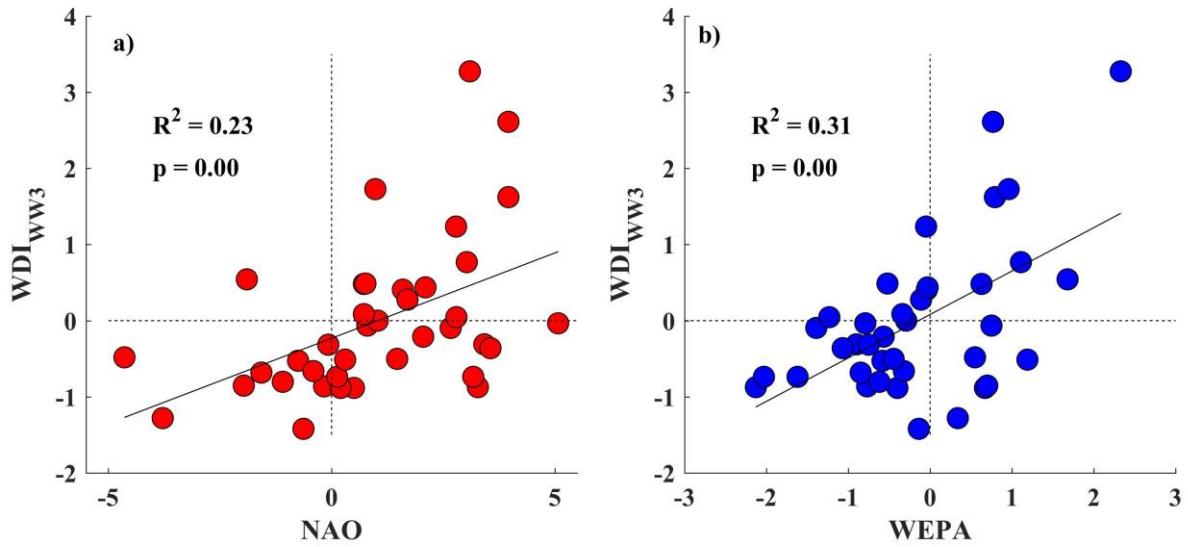 a)
R² = 0.23
p = 0.00
WDI_WW3
4
3
2
1
0
-1
-2
-5
0
5
NAO
b)
R² = 0.31
p = 0.00
WDI_WW3
4
3
2
1
0
-1
-2
-3
-2
-1
0
1
2
3
WEPA